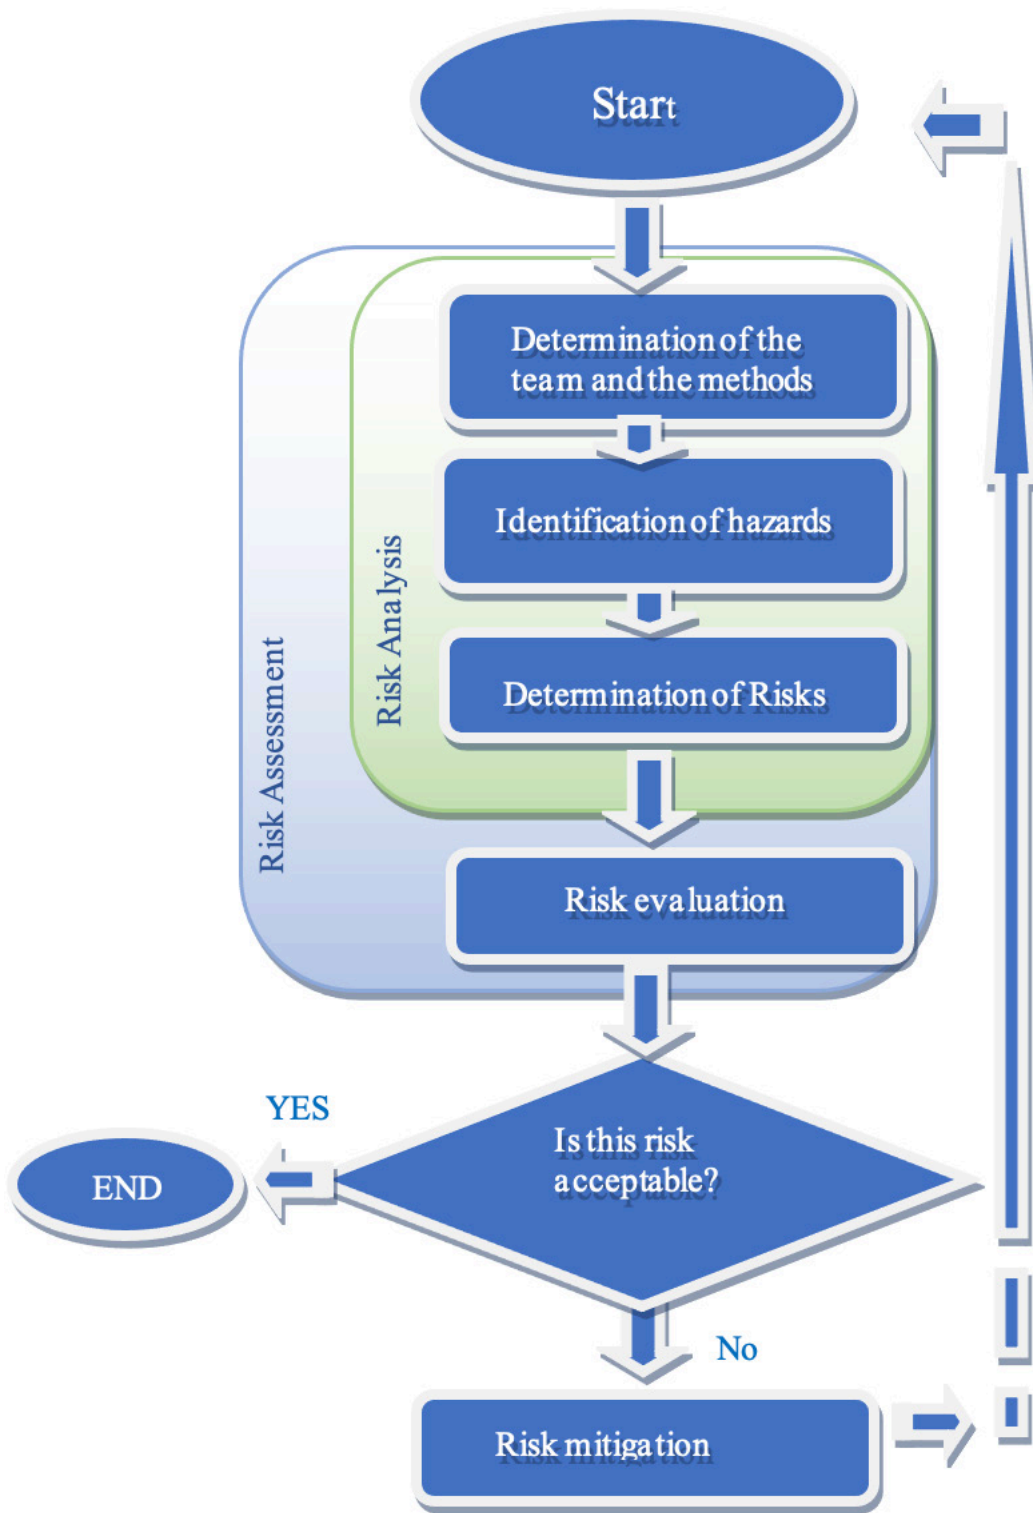 Start
Determination of the
team and the methods
Identification of hazards
Determination of Risks
Risk Analysis
Risk Assessment
Risk evaluation
YES
Is this risk
acceptable?
END
No
Risk mitigation